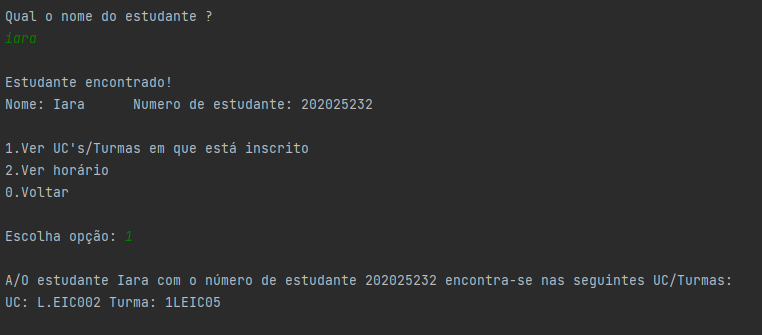 Qual o nome do estudante ?
iara
Estudante encontrado!
Nome: Iara      Numero de estudante: 202025232
1.Ver UC's/Turmas em que está inscrito
2.Ver horário
0.Voltar
Escolha opção: 1
A/O estudante Iara com o número de estudante 202025232 encontra-se nas seguintes UC/Turmas:
UC: L.EIC002 Turma: 1LEIC05